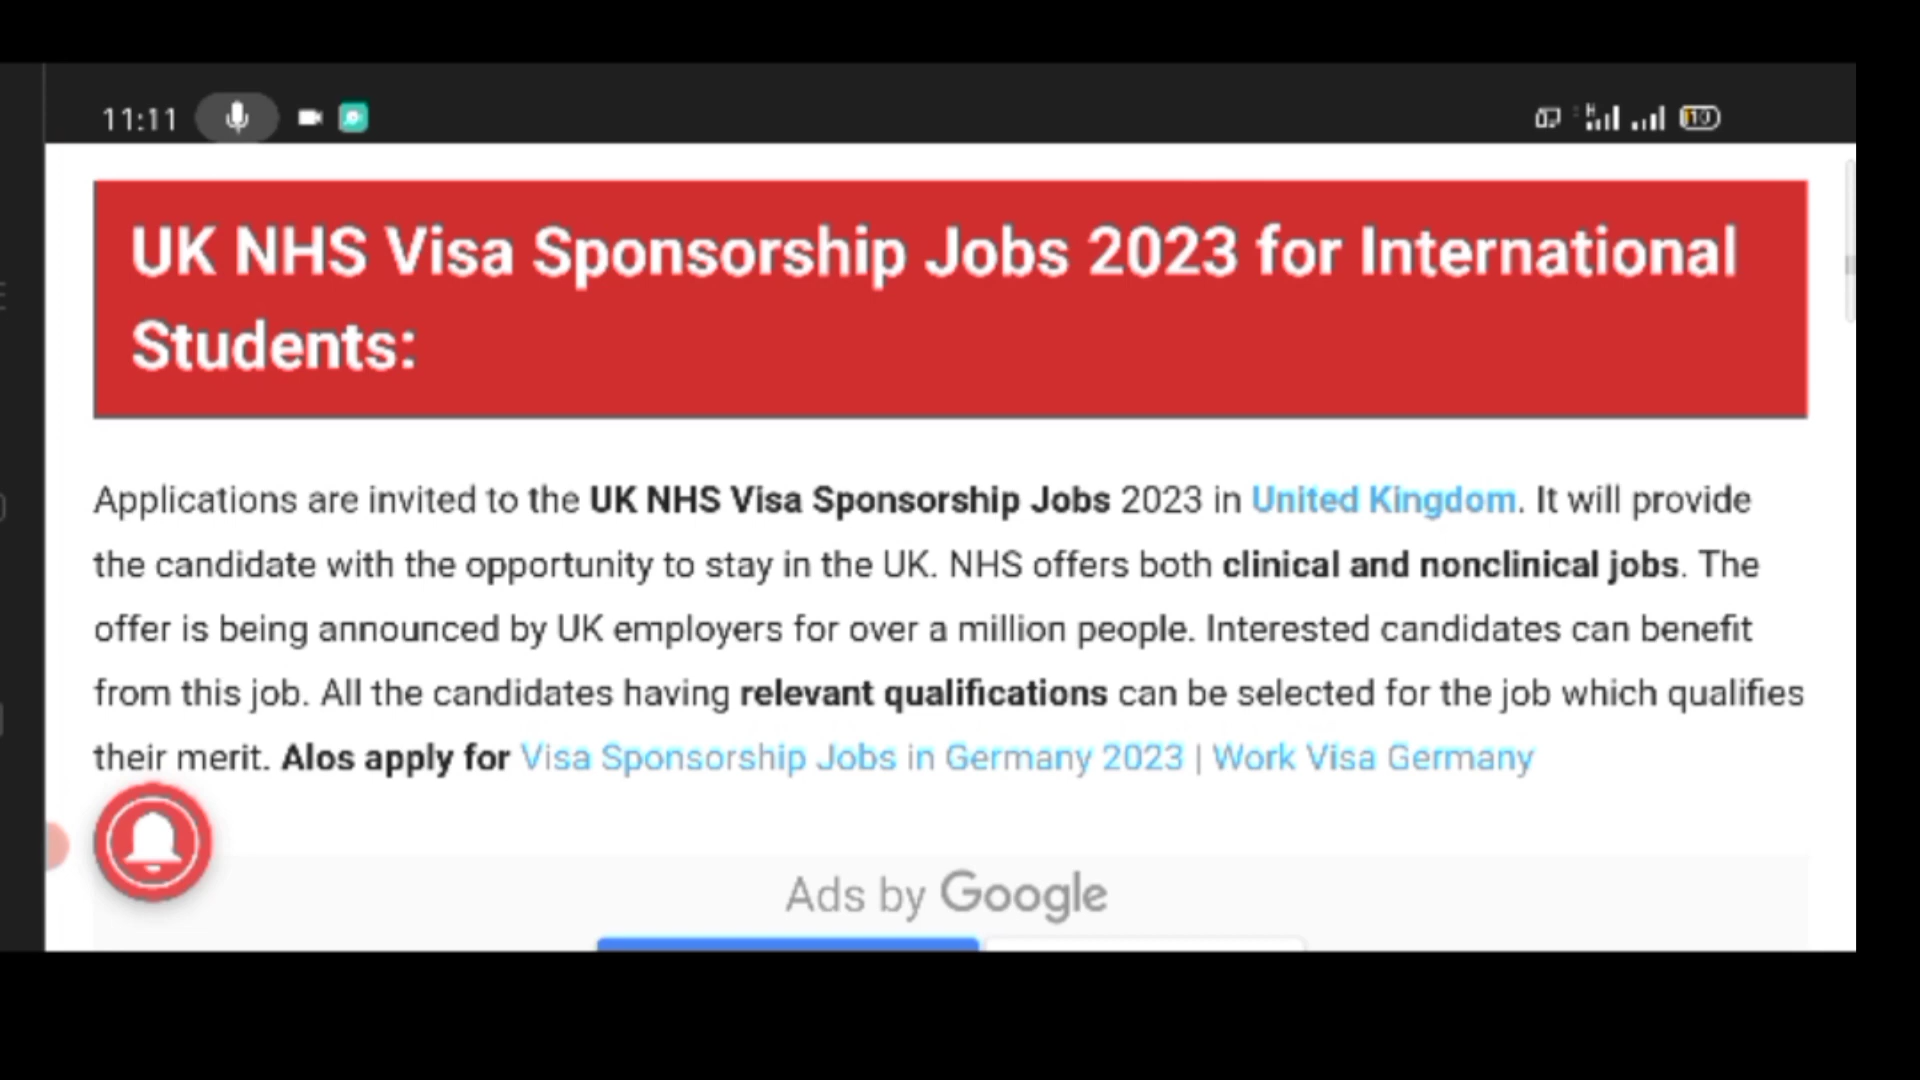 11:11
H
10
UK NHS Visa Sponsorship Jobs 2023 for International
Students:
Applications are invited to the UK NHS Visa Sponsorship Jobs 2023 in United Kingdom. It will provide
the candidate with the opportunity to stay in the UK. NHS offers both clinical and nonclinical jobs. The
offer is being announced by UK employers for over a million people. Interested candidates can benefit
from this job. All the candidates having relevant qualifications can be selected for the job which qualifies
their merit. Alos apply for Visa Sponsorship Jobs in Germany 2023 | Work Visa Germany
Ads by Google